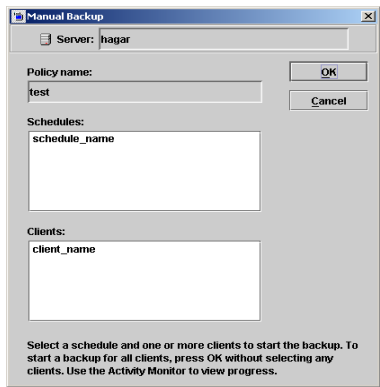 Manual Backup
Server: hagar
Policy name:
OK
test
Cancel
Schedules:
schedule_name
Clients:
client_name
Select a schedule and one or more clients to start the backup. To
start a backup for all clients, press OK without selecting any
clients. Use the Activity Monitor to view progress.